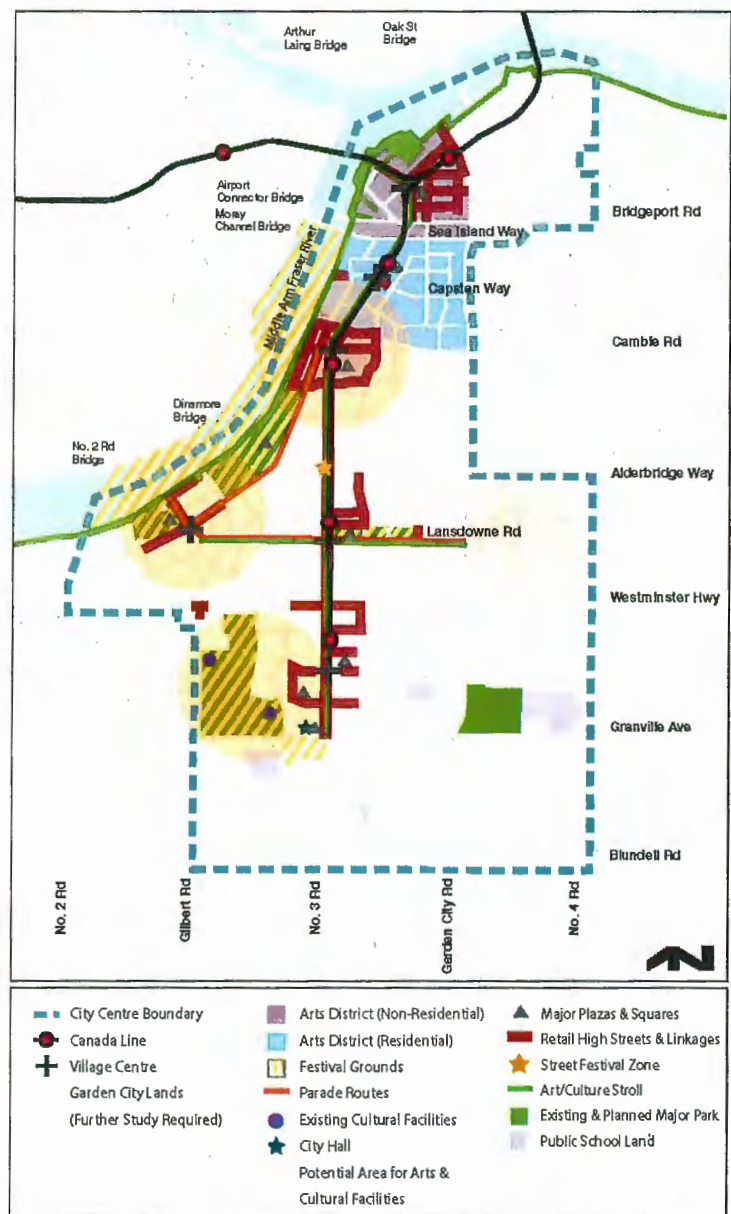 Arthur
Laing Bridge
Oak St
Bridge
Airport
Connector Bridge
Moray
Channel Bridge
Bridgeport Rd
Sea Island Way
Middle Arm Fraser River
Capsten Way
Cambie Rd
Dinsmore
Bridge
No. 2 Rd
Bridge
Alderbridge Way
Lansdowne Rd
Westminster Hwy
Granville Ave
Blundell Rd
No. 2 Rd
Gilbert Rd
No. 3 Rd
Garden City Rd
No. 4 Rd
City Centre Boundary
Canada Line
Village Centre
Garden City Lands
(Further Study Required)
Arts District (Non-Residential)
Arts District (Residential)
Festival Grounds
Parade Routes
Existing Cultural Facilities
City Hall
Potential Area for Arts &
Cultural Facilities
Major Plazas & Squares
Retail High Streets & Linkages
Street Festival Zone
Art/Culture Stroll
Existing & Planned Major Park
Public School Land